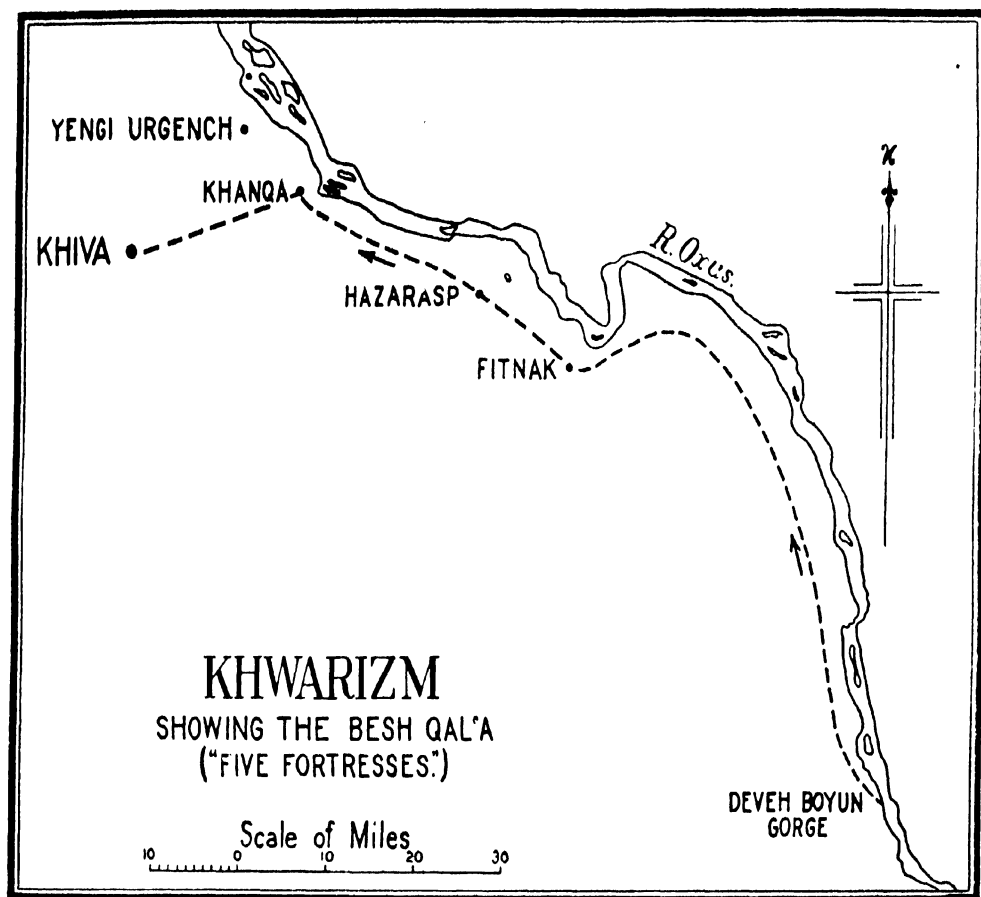 YENGI URGENCH
KHANQA
KHIVA
HAZARASP
FITNAK
R. Oxus.
N
KHWARIZM
SHOWING THE BESH QAL‘A
(“FIVE FORTRESSES.”)
DEVEH BOYUN
GORGE
Scale of Miles
10 0 10 20 30